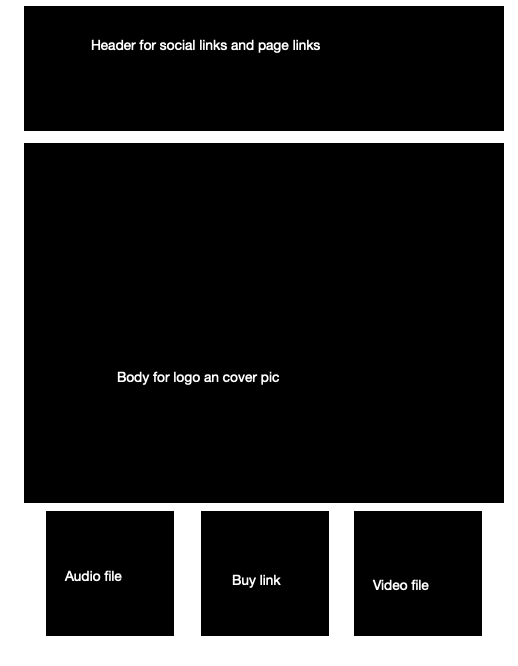 Header for social links and page links
Body for logo an cover pic
Audio file
Buy link
Video file